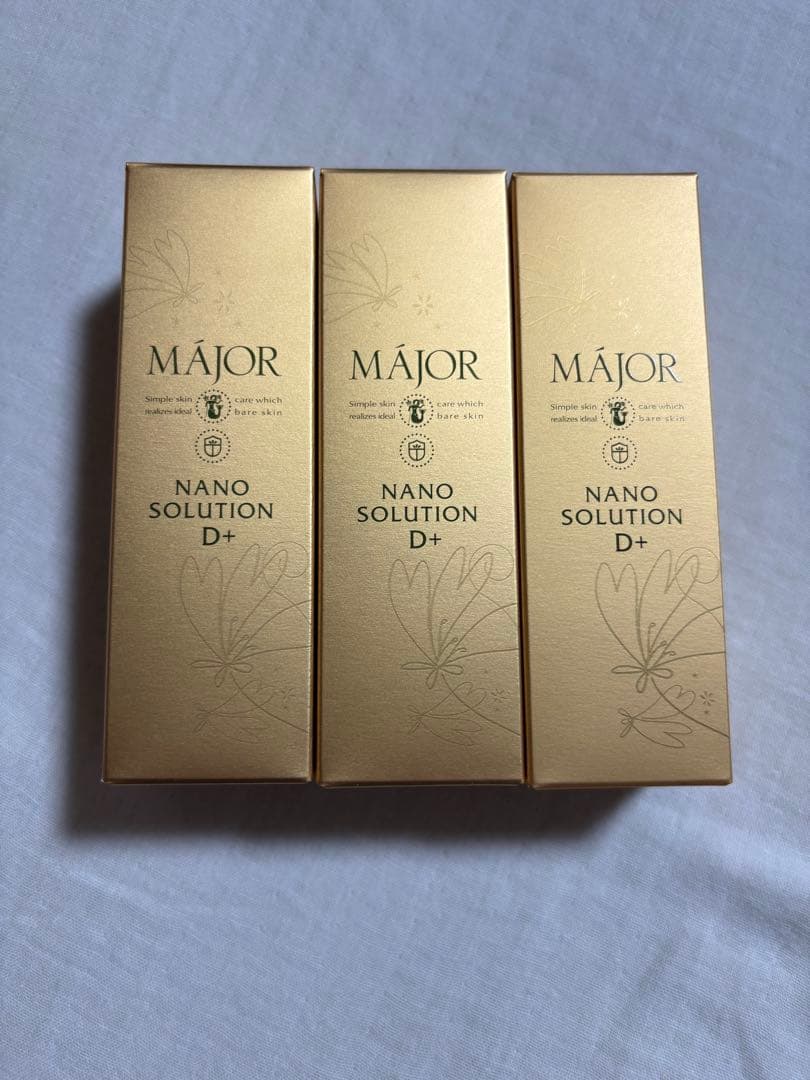 MÁJOR
Simple skin care which
realizes ideal bare skin
NANO
SOLUTION
D+
MÁJOR
Simple skin care which
realizes ideal bare skin
NANO
SOLUTION
D+
MÁJOR
Simple skin care which
realizes ideal bare skin
NANO
SOLUTION
D+